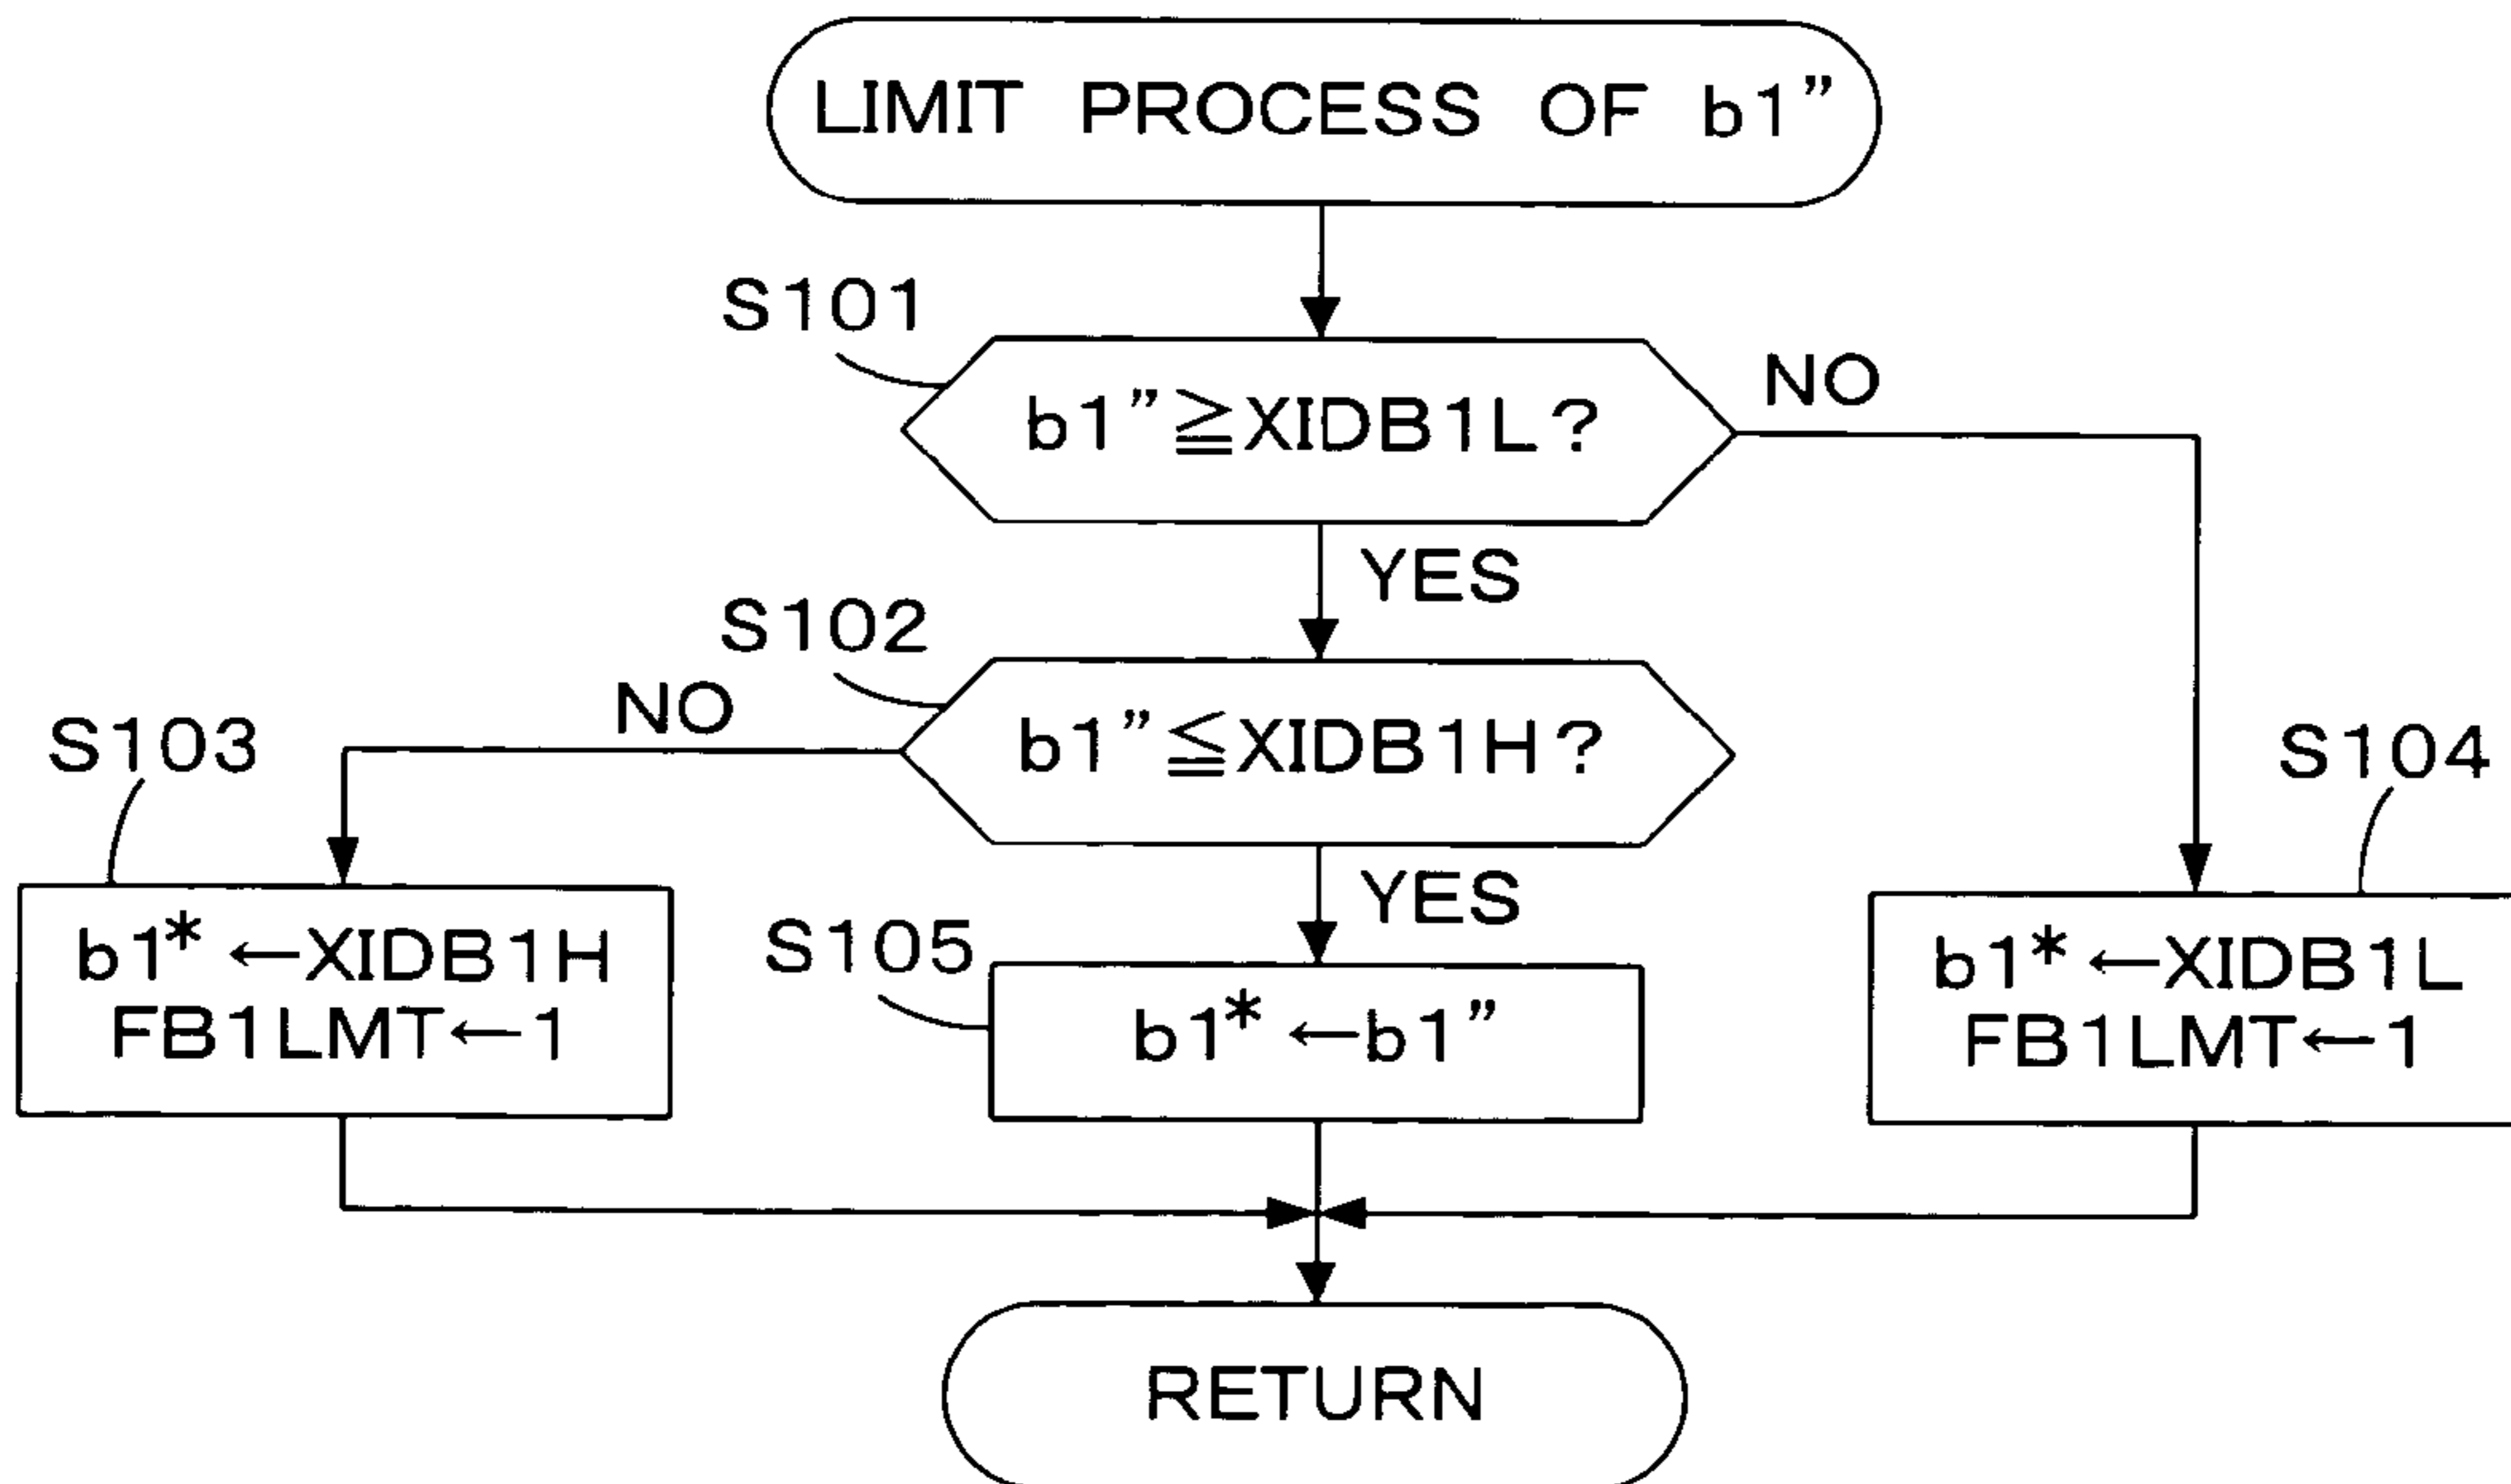 LIMIT PROCESS OF b1”
S101
b1”≧XIDB1L?
NO
YES
S102
b1”≦XIDB1H?
NO
YES
S103
b1*←XIDB1H
FB1LMT←1
S105
b1*←b1”
S104
b1*←XIDB1L
FB1LMT←1
RETURN